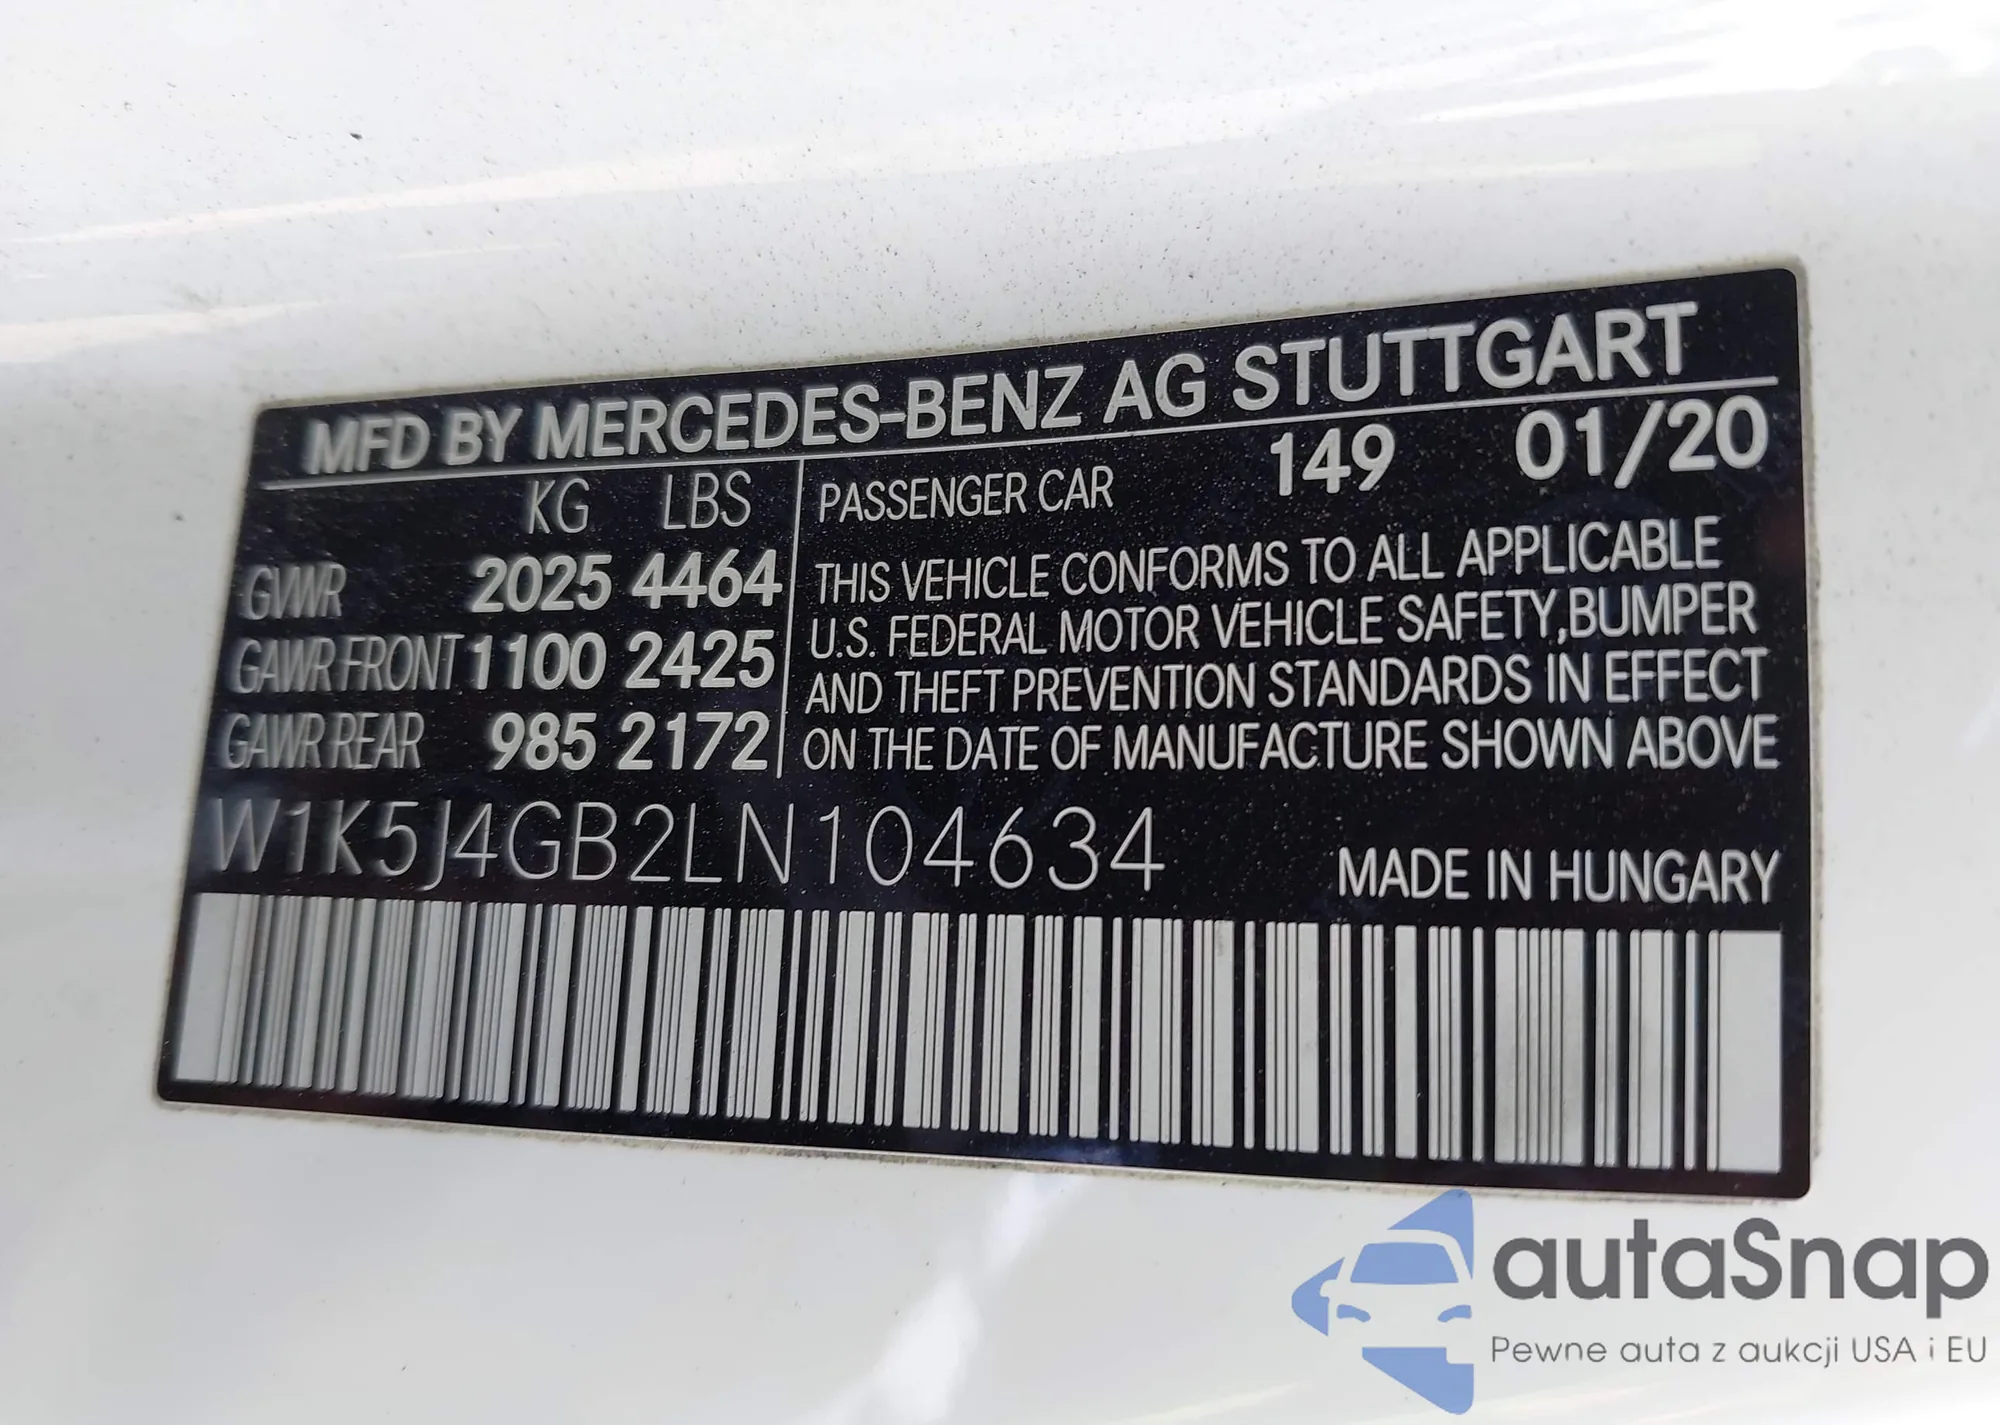 MFD BY MERCEDES-BENZ AG STUTTGART
KG LBS
GVWR 2025 4464
GAWR FRONT 1100 2425
GAWR REAR 985 2172
PASSENGER CAR 149 01/20
THIS VEHICLE CONFORMS TO ALL APPLICABLE
U.S. FEDERAL MOTOR VEHICLE SAFETY,BUMPER
AND THEFT PREVENTION STANDARDS IN EFFECT
ON THE DATE OF MANUFACTURE SHOWN ABOVE
W1K5J4GB2LN104634
MADE IN HUNGARY
autaSnap
Pewne auta z aukcji USA i EU